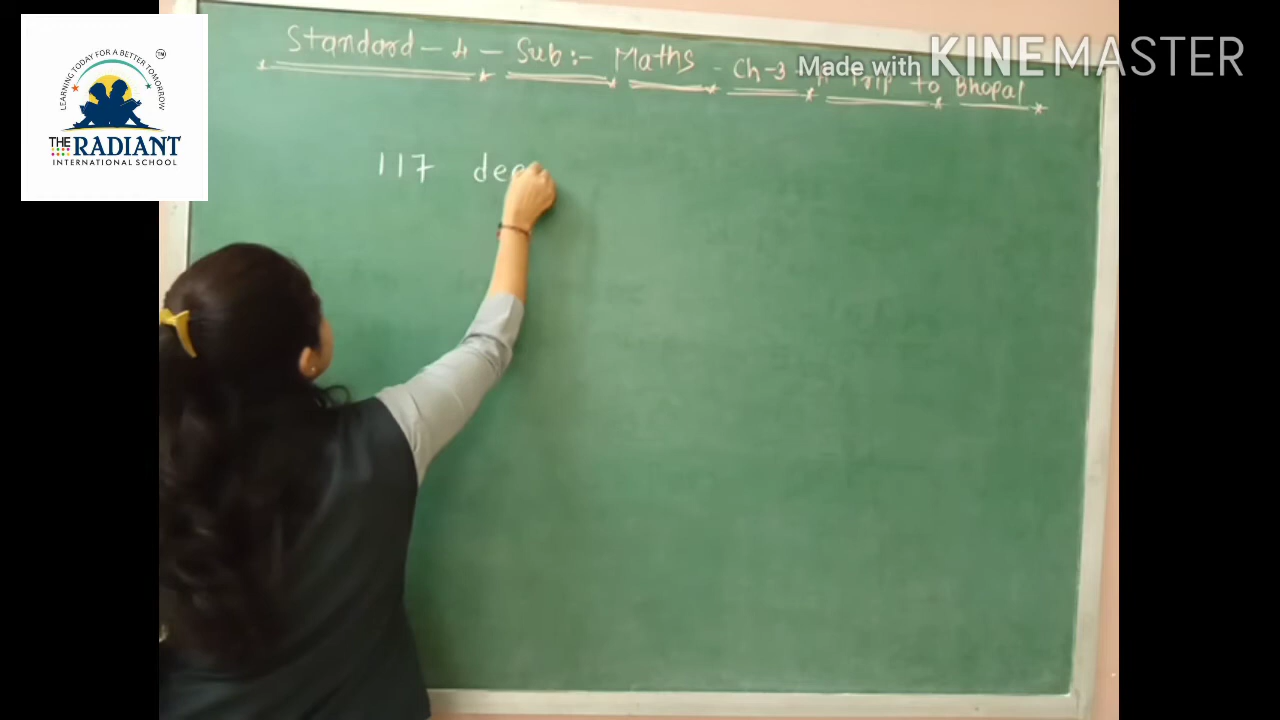 LEARNING TODAY FOR A BETTER TOMORROW
TM
THE RADIANT
INTERNATIONAL SCHOOL
Made with KINEMASTER
Standard - 4 - Sub:- Maths - Ch-3 Trip to Bhopal
117